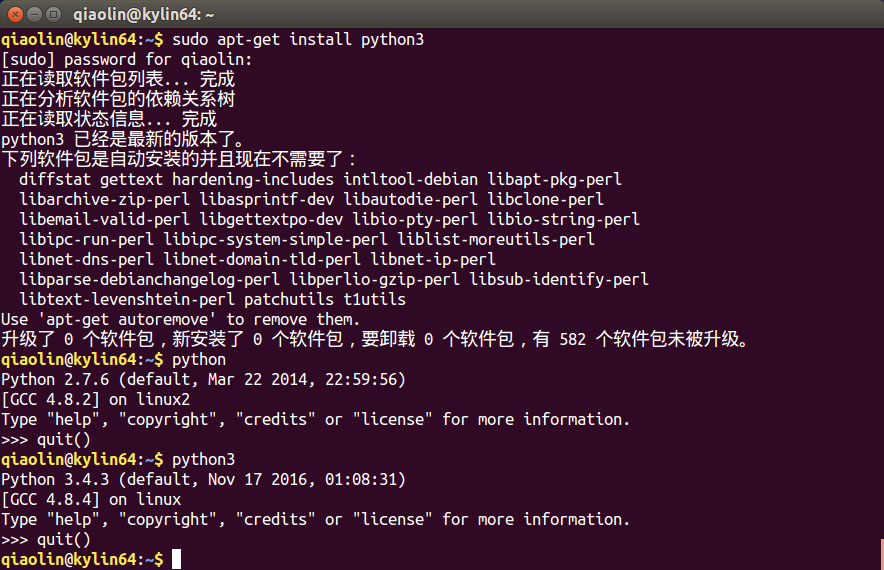 qiaolin@kylin64: ~
qiaolin@kylin64:~$ sudo apt-get install python3
[sudo] password for qiaolin:
正在读取软件包列表... 完成
正在分析软件包的依赖关系树
正在读取状态信息... 完成
python3 已经是最新的版本了。
下列软件包是自动安装的并且现在不需要了：
  diffstat gettext hardening-includes intltool-debian libapt-pkg-perl
  libarchive-zip-perl libasprintf-dev libautodie-perl libclone-perl
  libemail-valid-perl libgettextpo-dev libio-pty-perl libio-string-perl
  libipc-run-perl libipc-system-simple-perl liblist-moreutils-perl
  libnet-dns-perl libnet-domain-tld-perl libnet-ip-perl
  libparse-debianchangelog-perl libperlio-gzip-perl libsub-identify-perl
  libtext-levenshtein-perl patchutils t1utils
Use 'apt-get autoremove' to remove them.
升级了 0 个软件包，新安装了 0 个软件包，要卸载 0 个软件包，有 582 个软件包未被升级。
qiaolin@kylin64:~$ python
Python 2.7.6 (default, Mar 22 2014, 22:59:56)
[GCC 4.8.2] on linux2
Type "help", "copyright", "credits" or "license" for more information.
>>> quit()
qiaolin@kylin64:~$ python3
Python 3.4.3 (default, Nov 17 2016, 01:08:31)
[GCC 4.8.4] on linux
Type "help", "copyright", "credits" or "license" for more information.
>>> quit()
qiaolin@kylin64:~$